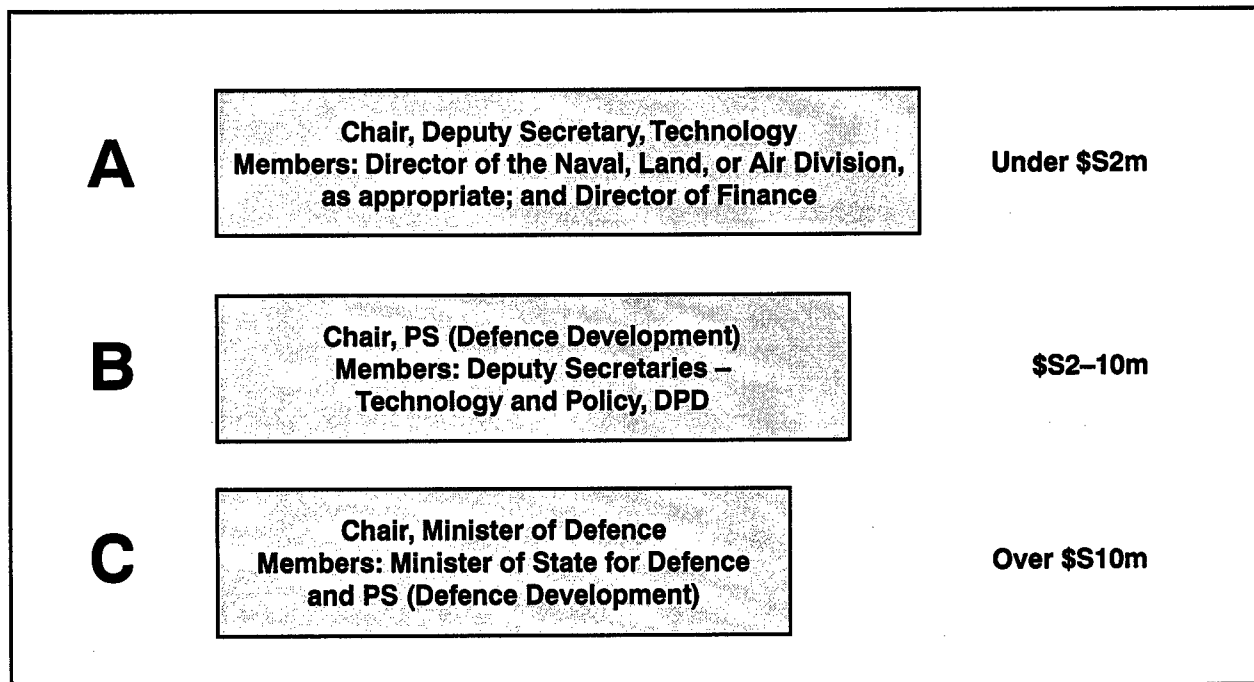 A
Chair, Deputy Secretary, Technology
Members: Director of the Naval, Land, or Air Division,
as appropriate; and Director of Finance
Under $S2m
B
Chair, PS (Defence Development)
Members: Deputy Secretaries –
Technology and Policy, DPD
$S2–10m
C
Chair, Minister of Defence
Members: Minister of State for Defence
and PS (Defence Development)
Over $S10m